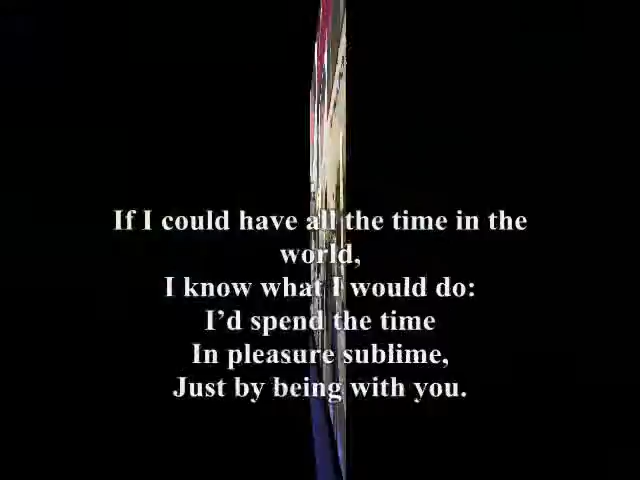 If I could have all the time in the
world,
I know what I would do:
I’d spend the time
In pleasure sublime,
Just by being with you.